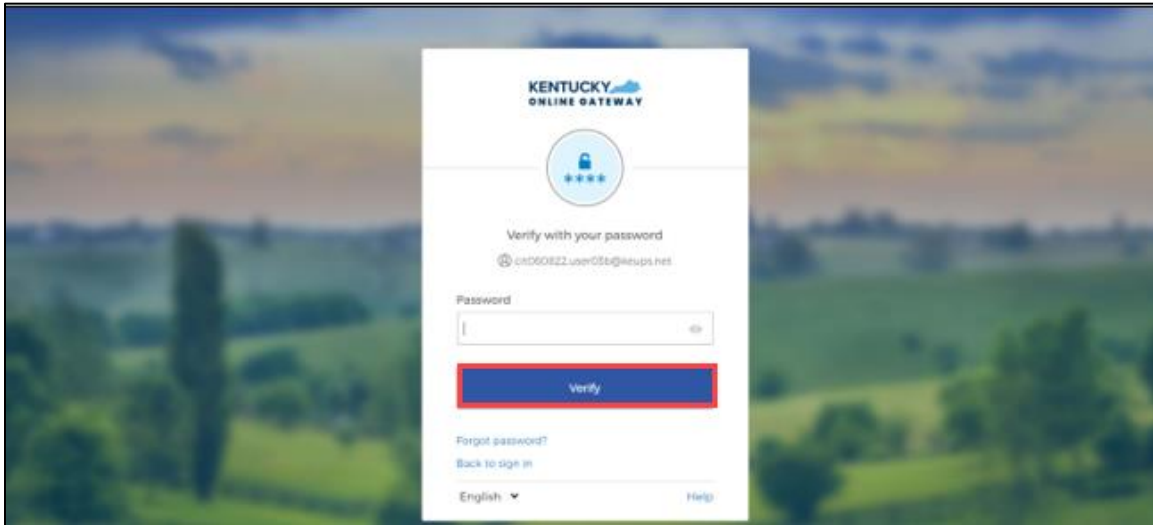 KENTUCKY
ONLINE GATEWAY
****
Verify with your password
Password
Verify
Forgot password?
Back to sign in
English
Help